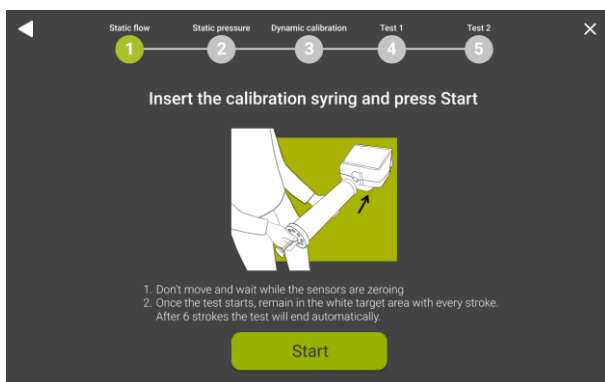 Static flow Static pressure Dynamic calibration Test 1 Test 2
1 2 3 4 5
Insert the calibration syring and press Start
1. Don't move and wait while the sensors are zeroing
2. Once the test starts, remain in the white target area with every stroke.
After 6 strokes the test will end automatically.
Start